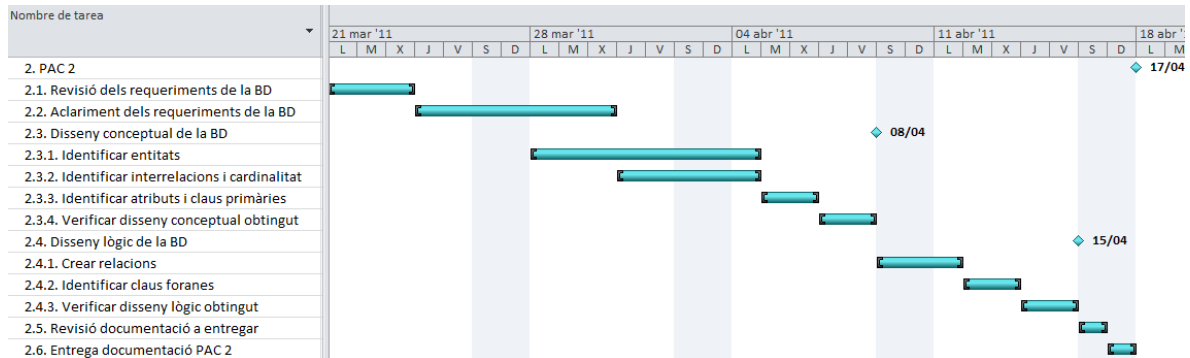 Nombre de tarea
21 mar '11 28 mar '11 04 abr '11 11 abr '11 18 abr '
L M X J V S D L M X J V S D L M X J V S D L M X J V S D L M
2. PAC 2 17/04
2.1. Revisió dels requeriments de la BD
2.2. Aclariment dels requeriments de la BD
2.3. Disseny conceptual de la BD 08/04
2.3.1. Identificar entitats
2.3.2. Identificar interrelacions i cardinalitat
2.3.3. Identificar atributs i claus primàries
2.3.4. Verificar disseny conceptual obtingut
2.4. Disseny lògic de la BD 15/04
2.4.1. Crear relacions
2.4.2. Identificar claus foranes
2.4.3. Verificar disseny lògic obtingut
2.5. Revisió documentació a entregar
2.6. Entrega documentació PAC 2